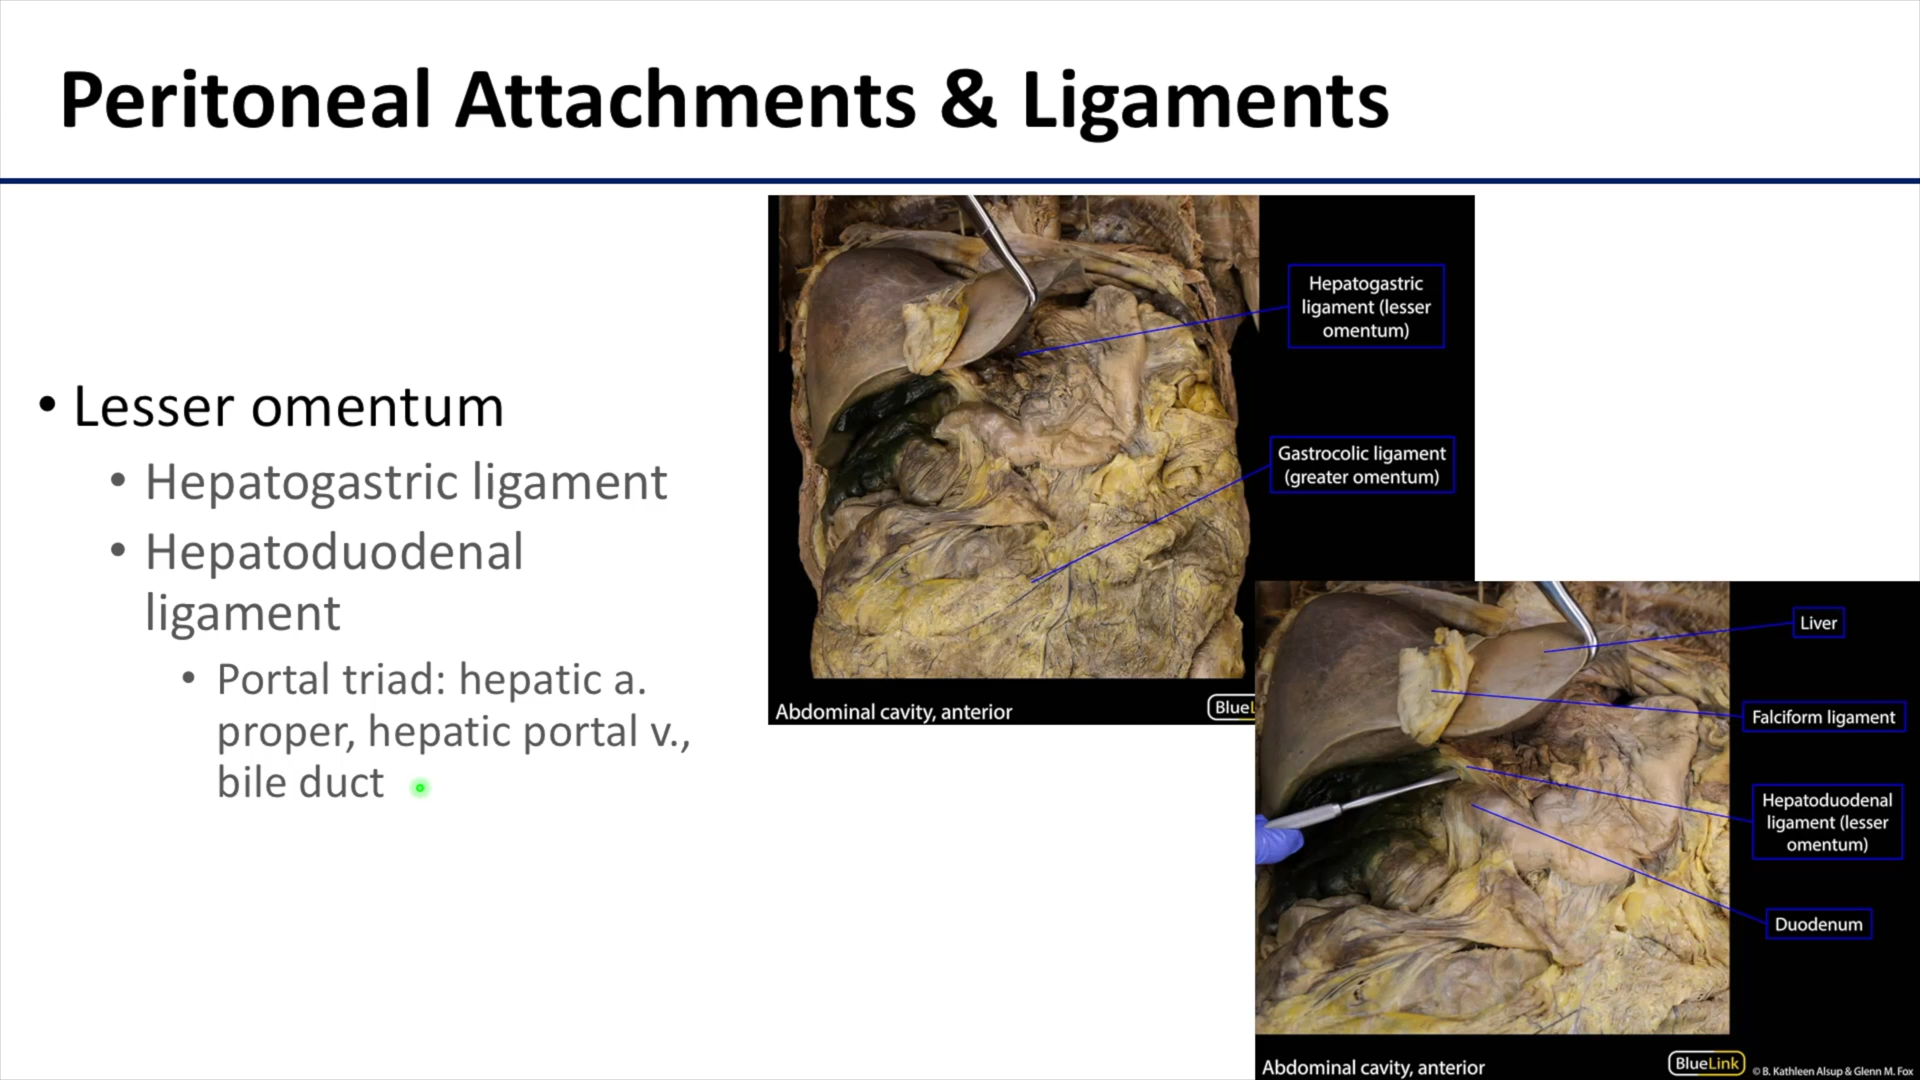 Peritoneal Attachments & Ligaments
• Lesser omentum
• Hepatogastric ligament
• Hepatoduodenal
ligament
• Portal triad: hepatic a.
proper, hepatic portal v.,
bile duct
Hepatogastric
ligament (lesser
omentum)
Gastrocolic ligament
(greater omentum)
Abdominal cavity, anterior
Liver
Falciform ligament
Hepatoduodenal
ligament (lesser
omentum)
Duodenum
Abdominal cavity, anterior
BlueLink
© B. Kathleen Alsup & Glenn M. Fox